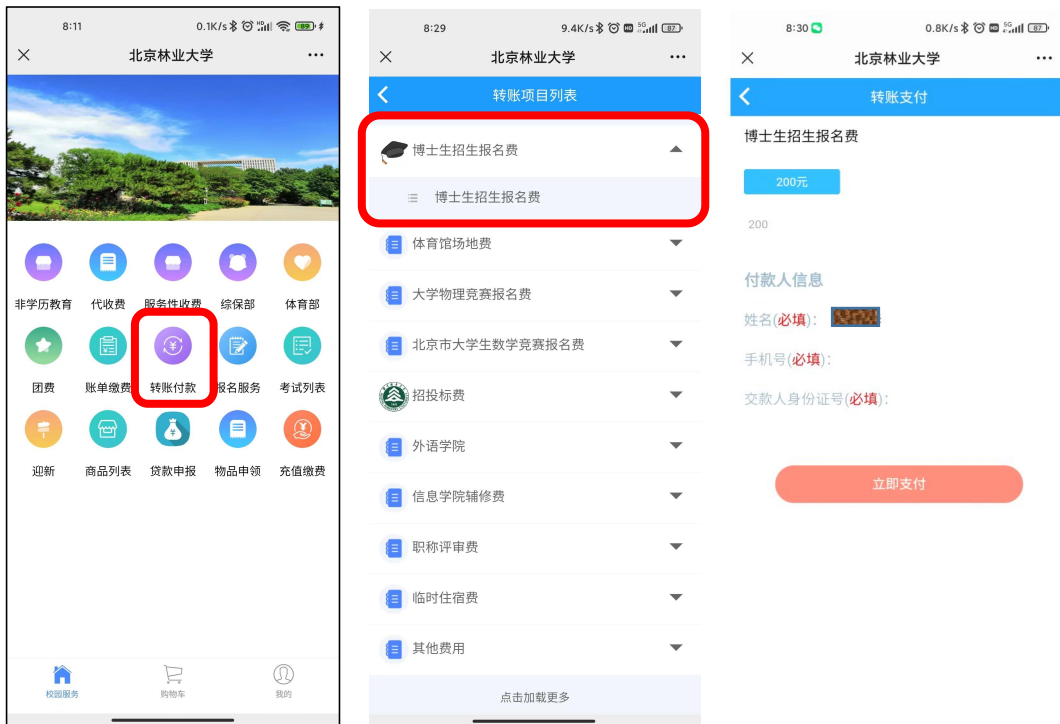 8:11
0.1K/s
HD
89
北京林业大学
非学历教育
代收费
服务性收费
综保部
体育部
团费
账单缴费
转账付款
报名服务
考试列表
迎新
商品列表
贷款申报
物品申领
充值缴费
校园服务
购物车
我的
8:29
9.4K/s
HD
5G
87
北京林业大学
转账项目列表
博士生招生报名费
博士生招生报名费
体育馆场地费
大学物理竞赛报名费
北京市大学生数学竞赛报名费
招投标费
外语学院
信息学院辅修费
职称评审费
临时住宿费
其他费用
点击加载更多
8:30
0.8K/s
HD
5G
87
北京林业大学
转账支付
博士生招生报名费
200元
200
付款人信息
姓名(必填):
手机号(必填):
交款人身份证号(必填):
立即支付